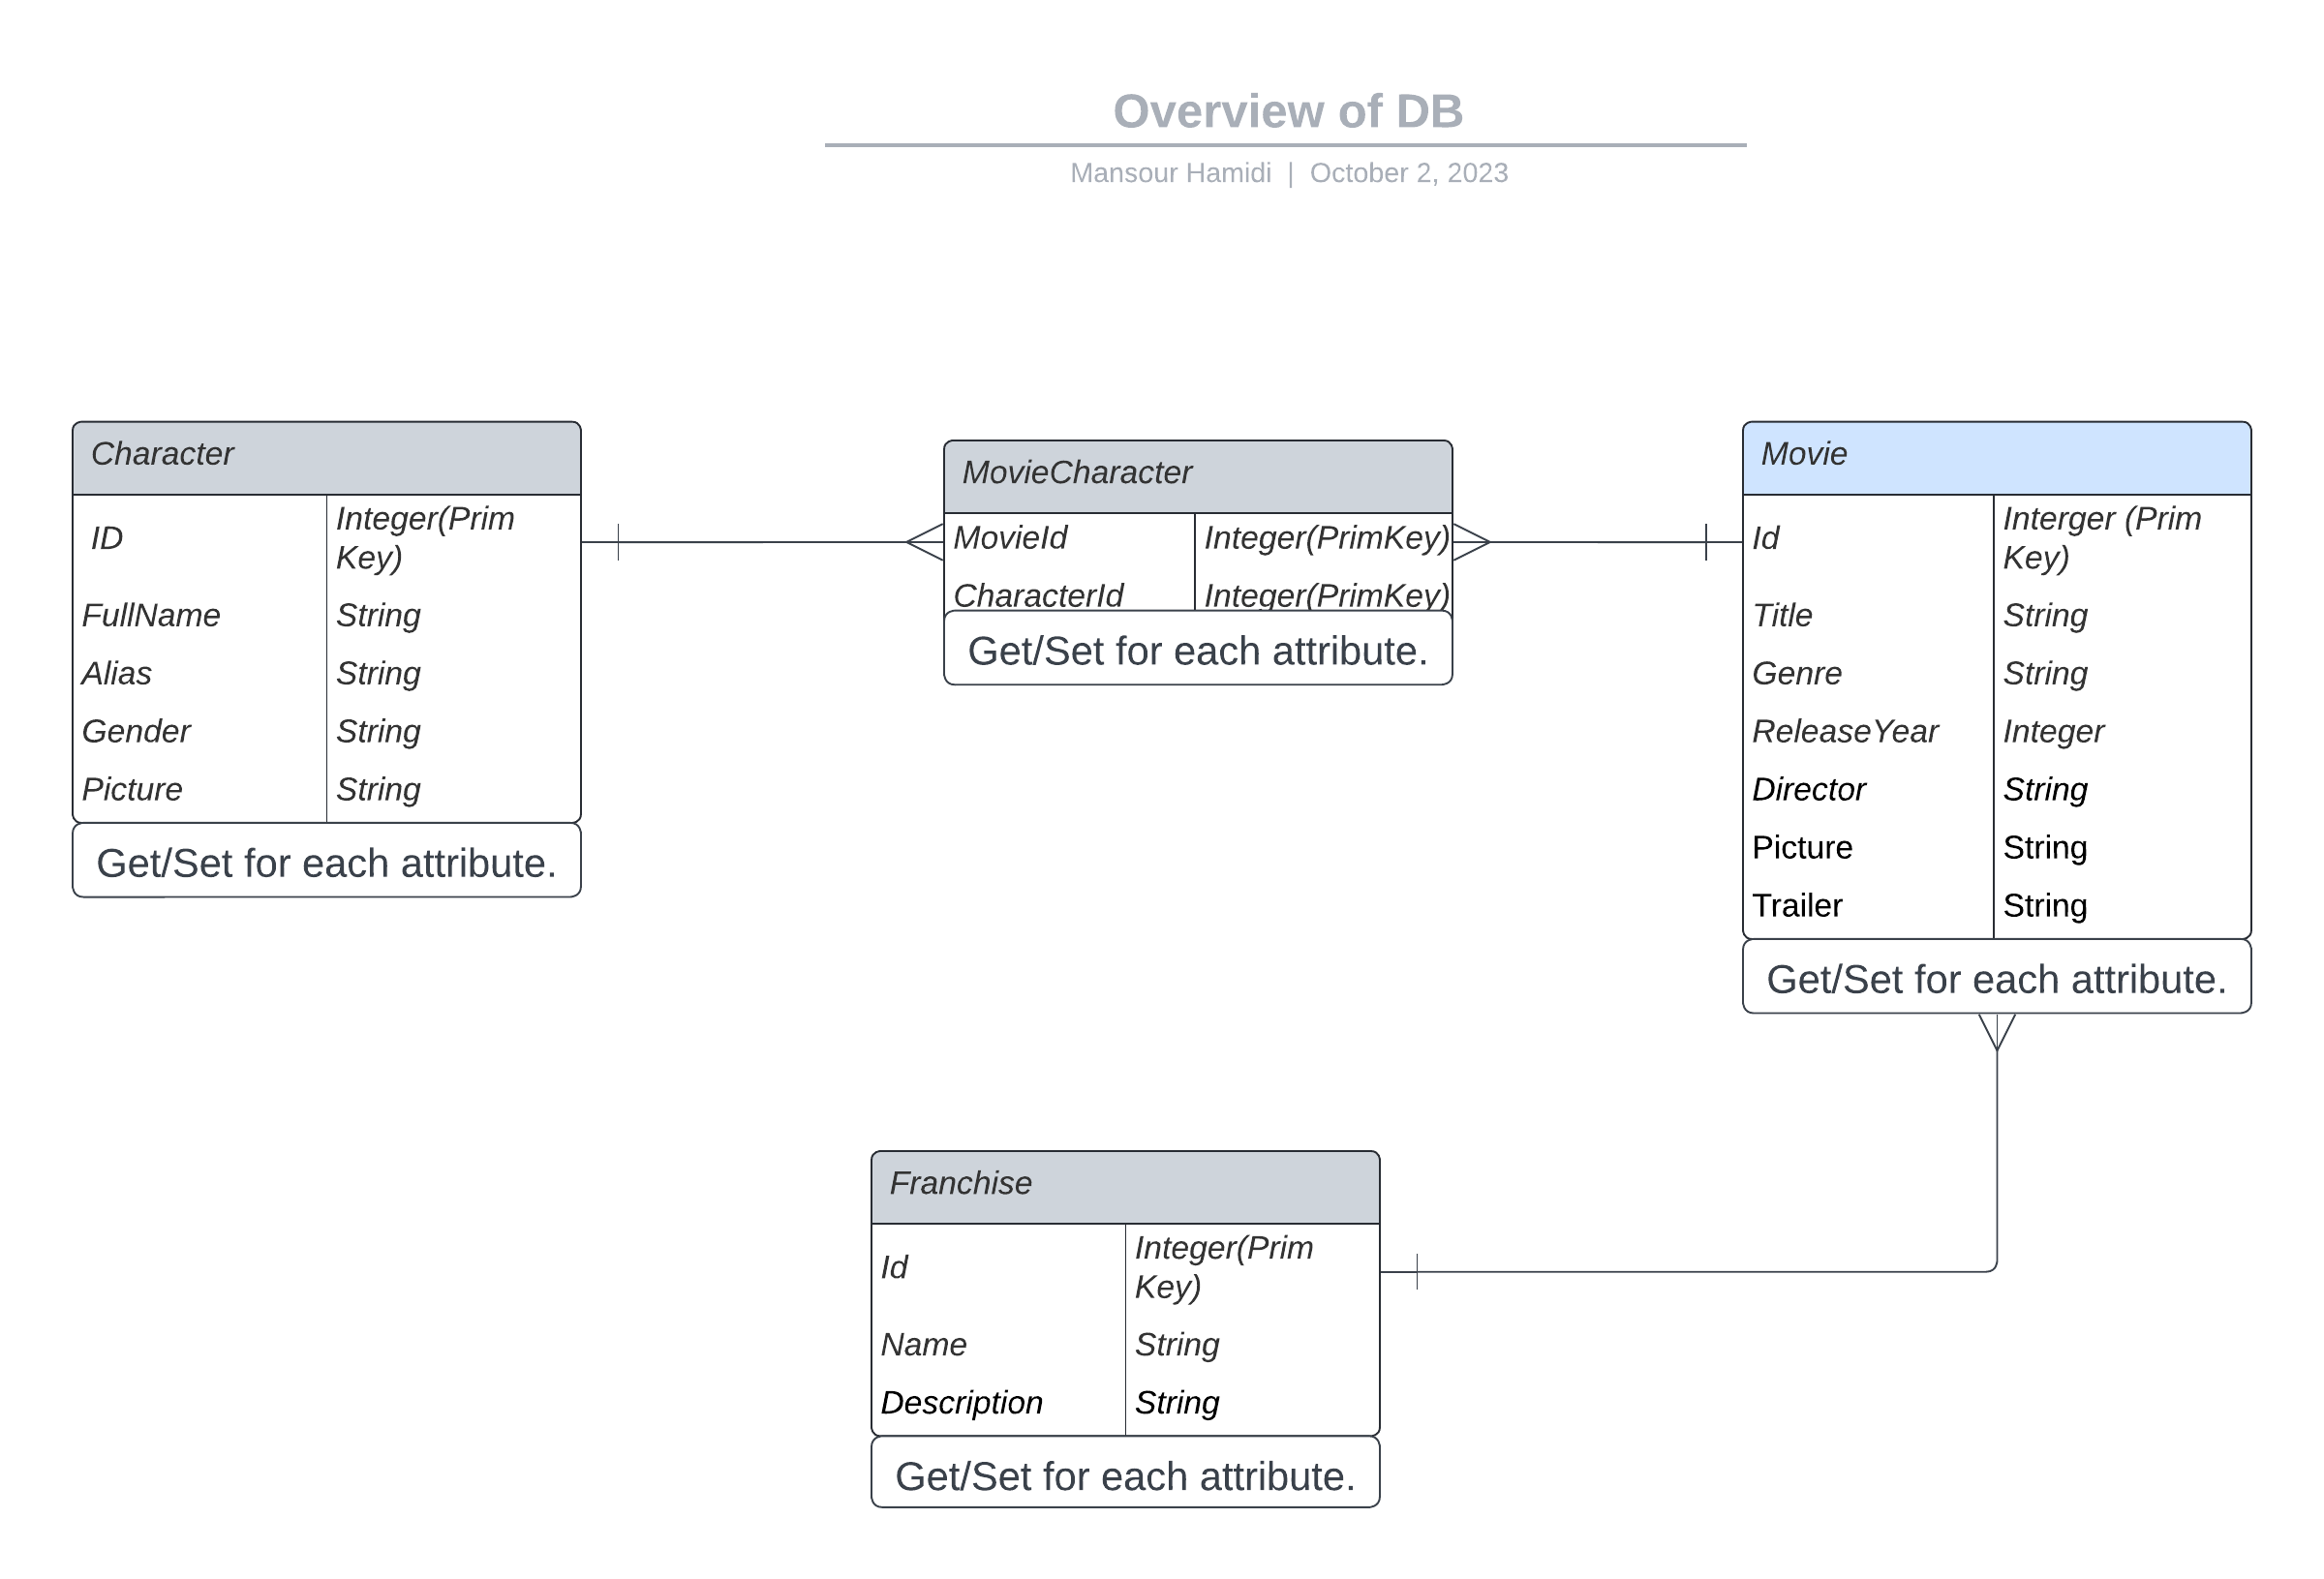 Overview of DB
Mansour Hamidi | October 2, 2023
Character
ID
Integer(Prim
Key)
FullName String
Alias String
Gender String
Picture String
Get/Set for each attribute.
MovieCharacter
MovieId Integer(PrimKey)
CharacterId Integer(PrimKey)
Get/Set for each attribute.
Movie
Id
Interger (Prim
Key)
Title String
Genre String
ReleaseYear Integer
Director String
Picture String
Trailer String
Get/Set for each attribute.
Franchise
Id
Integer(Prim
Key)
Name String
Description String
Get/Set for each attribute.